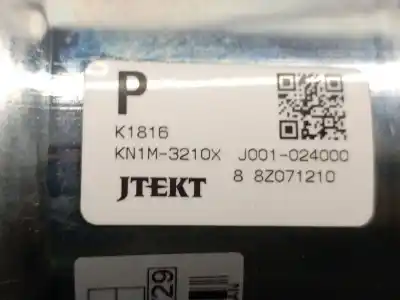 P
K1816
KN1M-3210X J001-024000
8 8Z071210
JTEKT
29